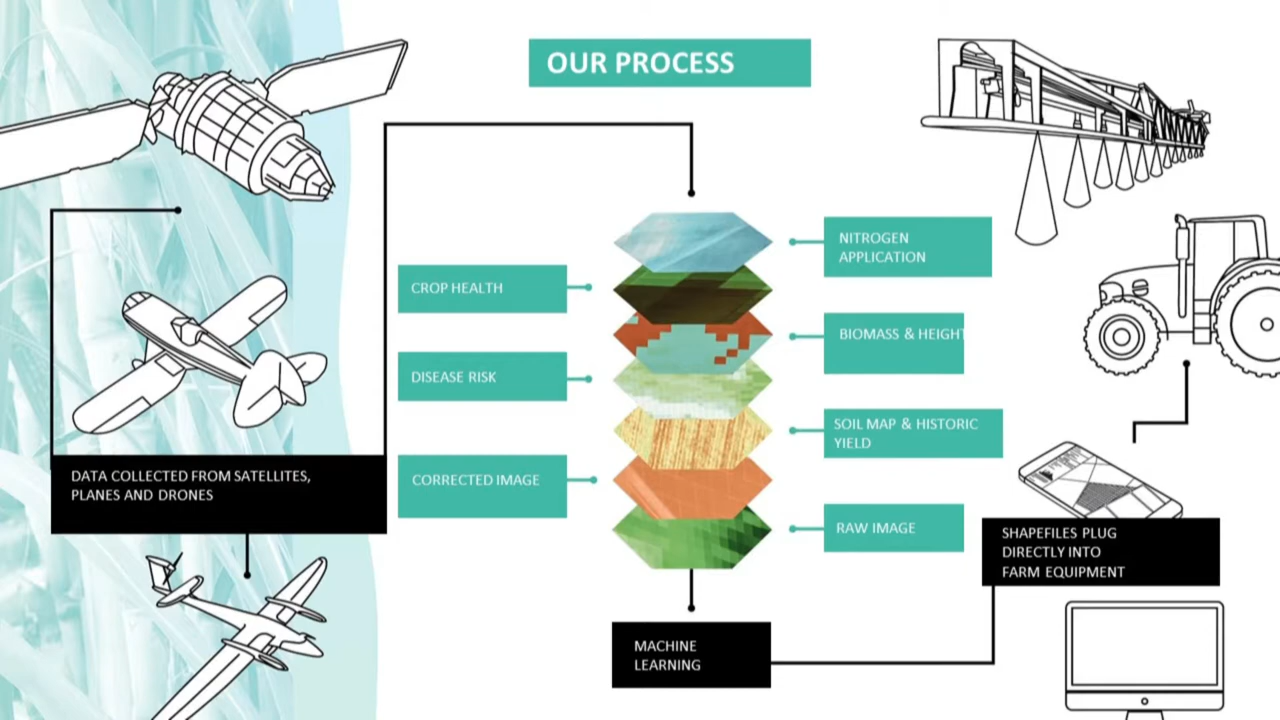 OUR PROCESS
NITROGEN
APPLICATION
CROP HEALTH
BIOMASS & HEIGHT
DISEASE RISK
SOIL MAP & HISTORIC
YIELD
DATA COLLECTED FROM SATELLITES,
PLANES AND DRONES
CORRECTED IMAGE
RAW IMAGE
SHAPEFILES PLUG
DIRECTLY INTO
FARM EQUIPMENT
MACHINE
LEARNING